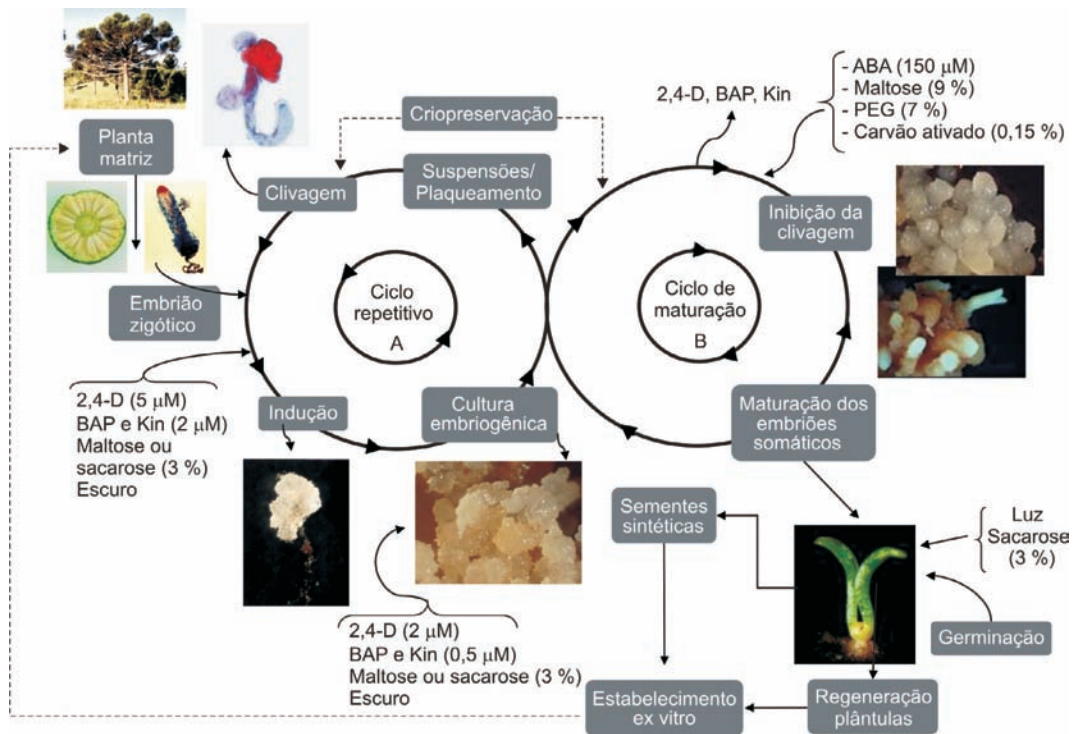 Planta
matriz
Embrião
zigótico
2,4-D (5 µM)
BAP e Kin (2 µM)
Maltose ou
sacarose (3 %)
Escuro
Clivagem
Criopreservação
Suspensões/
Plaqueamento
Ciclo
repetitivo
A
Indução
Cultura
embriogênica
2,4-D (2 µM)
BAP e Kin (0,5 µM)
Maltose ou sacarose (3 %)
Escuro
2,4-D, BAP, Kin
- ABA (150 µM)
- Maltose (9 %)
- PEG (7 %)
- Carvão ativado (0,15 %)
Inibição da
clivagem
Ciclo de
maturação
B
Maturação dos
embriões
somáticos
Sementes
sintéticas
Luz
Sacarose
(3 %)
Germinação
Estabelecimento
ex vitro
Regeneração
plântulas